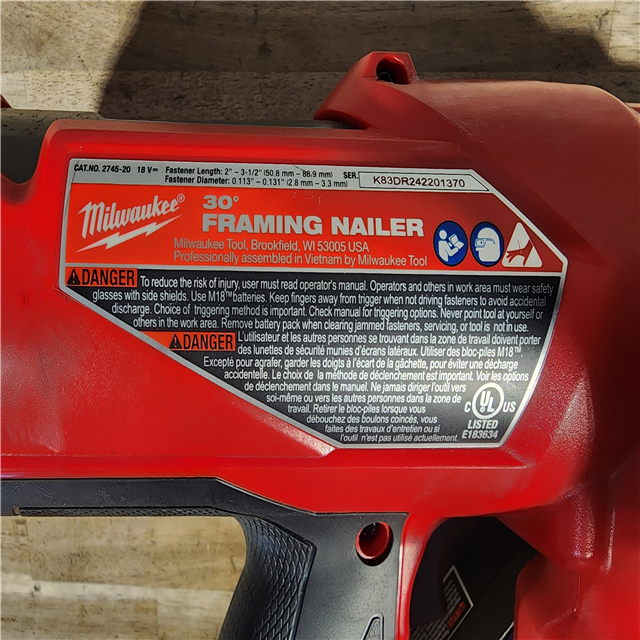 CAT.NO. 2745-20 18 V⎓ Fastener Length: 2" - 3-1/2" (50.8 mm - 88.9 mm) SER. K83DR242201370
Fastener Diameter: 0.113" - 0.131" (2.8 mm - 3.3 mm)
Milwaukee®
30°
FRAMING NAILER
Milwaukee Tool, Brookfield, WI 53005 USA
Professionally assembled in Vietnam by Milwaukee Tool
DANGER To reduce the risk of injury, user must read operator's manual. Operators and others in work area must wear safety
glasses with side shields. Use M18™ batteries. Keep fingers away from trigger when not driving fasteners to avoid accidental
discharge. Choice of triggering method is important. Check manual for triggering options. Never point tool at yourself or
others in the work area. Remove battery pack when clearing jammed fasteners, servicing, or tool is not in use.
DANGER L'utilisateur et les autres personnes se trouvant dans la zone de travail doivent porter
des lunettes de sécurité munies d'écrans latéraux. Utiliser des bloc-piles M18™.
Excepté pour agrafer, garder les doigts à l'écart de la gâchette, pour éviter une décharge
accidentelle. Le choix de la méthode de déclenchement est important. Voir les options
de déclenchement dans le manuel. Ne jamais diriger l'outil vers
soi-même ou vers les autres personnes dans la zone de
travail. Retirer le bloc-piles lorsque vous
débouchez des boulons coincés, vous
faites des travaux d'entretien ou si
l'outil n'est pas utilisé actuellement.
C UL US
LISTED
E183634